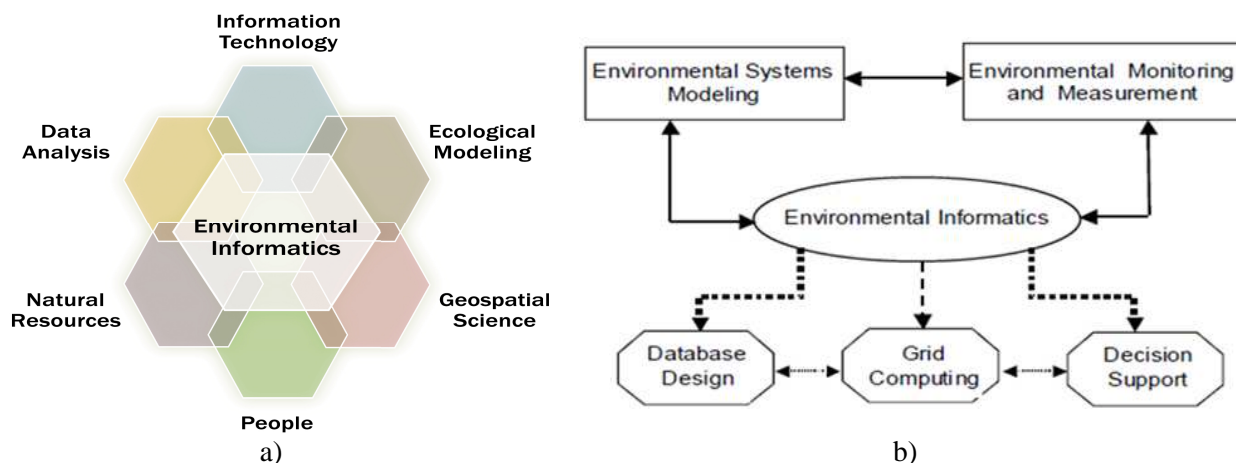 Information
Technology
Data
Analysis
Ecological
Modeling
Environmental
Informatics
Natural
Resources
Geospatial
Science
People
a)
Environmental Systems
Modeling
Environmental Monitoring
and Measurement
Environmental Informatics
Database
Design
Grid
Computing
Decision
Support
b)